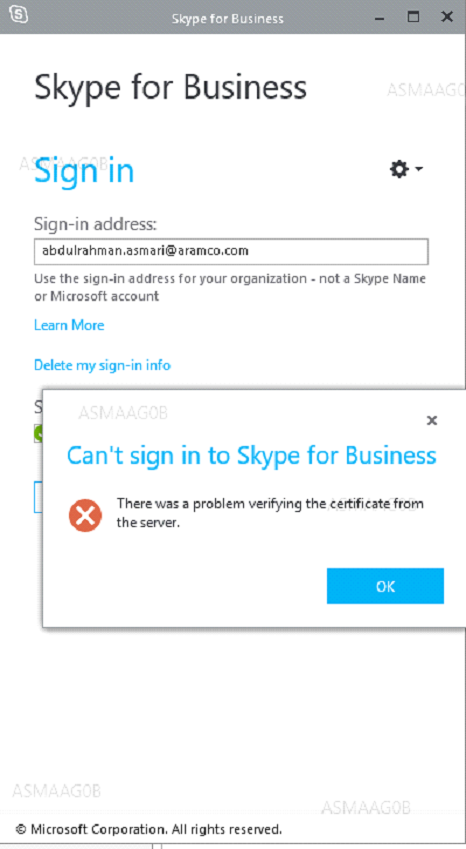 Skype for Business
Skype for Business
ASMAAG0
ASMAAG0B
Sign in
Sign-in address:
abdulrahman.asmari@aramco.com
Use the sign-in address for your organization - not a Skype Name
or Microsoft account
Learn More
Delete my sign-in info
S
ASMAAG0B
Can't sign in to Skype for Business
There was a problem verifying the certificate from
the server.
OK
ASMAAG0B
ASMAAG0B
© Microsoft Corporation. All rights reserved.